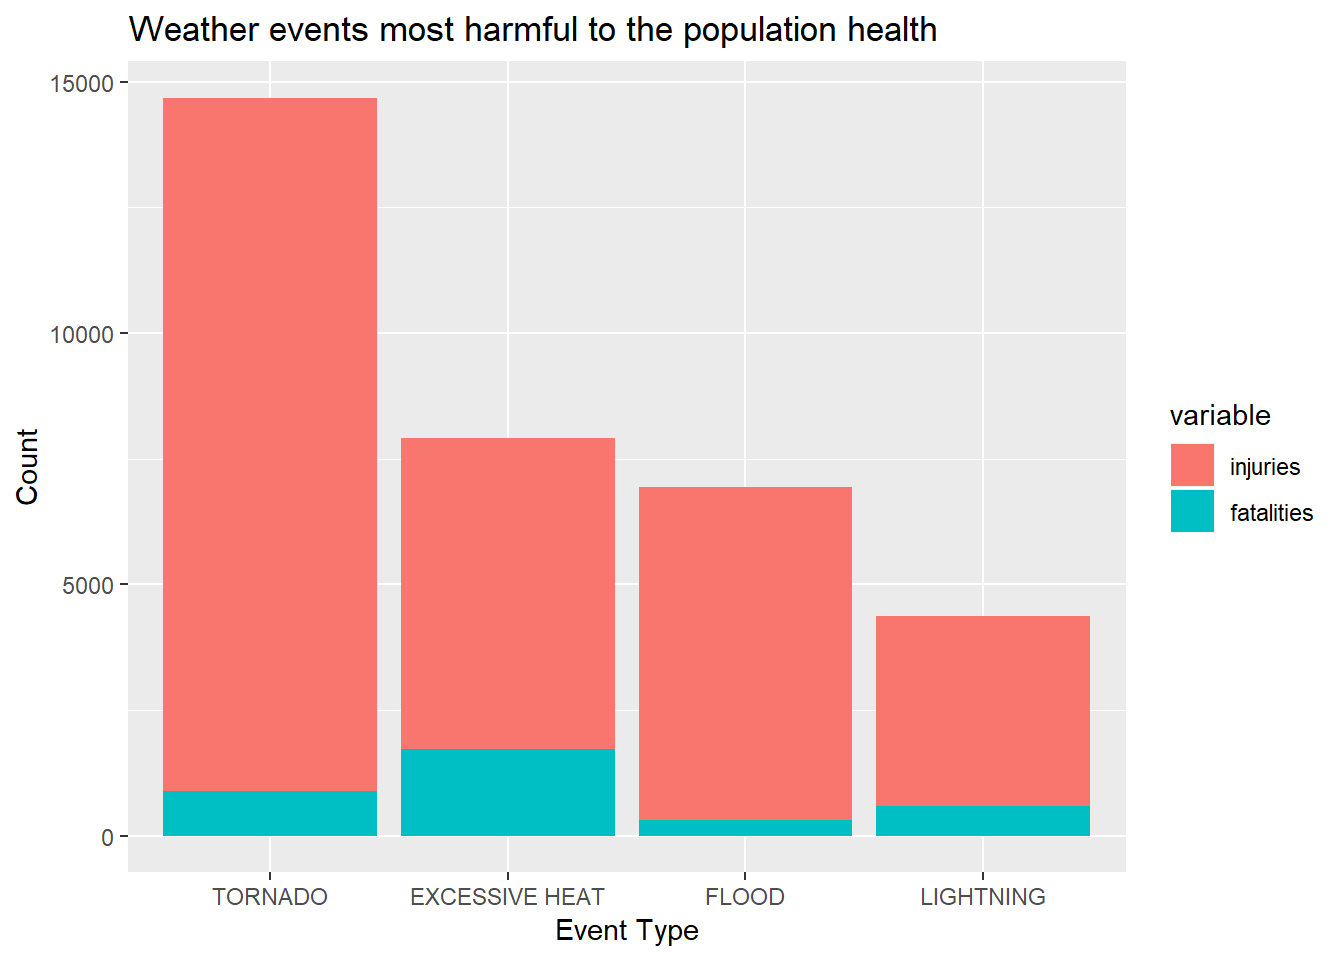 Weather events most harmful to the population health
15000
10000
5000
0
Count
TORNADO
EXCESSIVE HEAT
FLOOD
LIGHTNING
Event Type
variable
injuries
fatalities